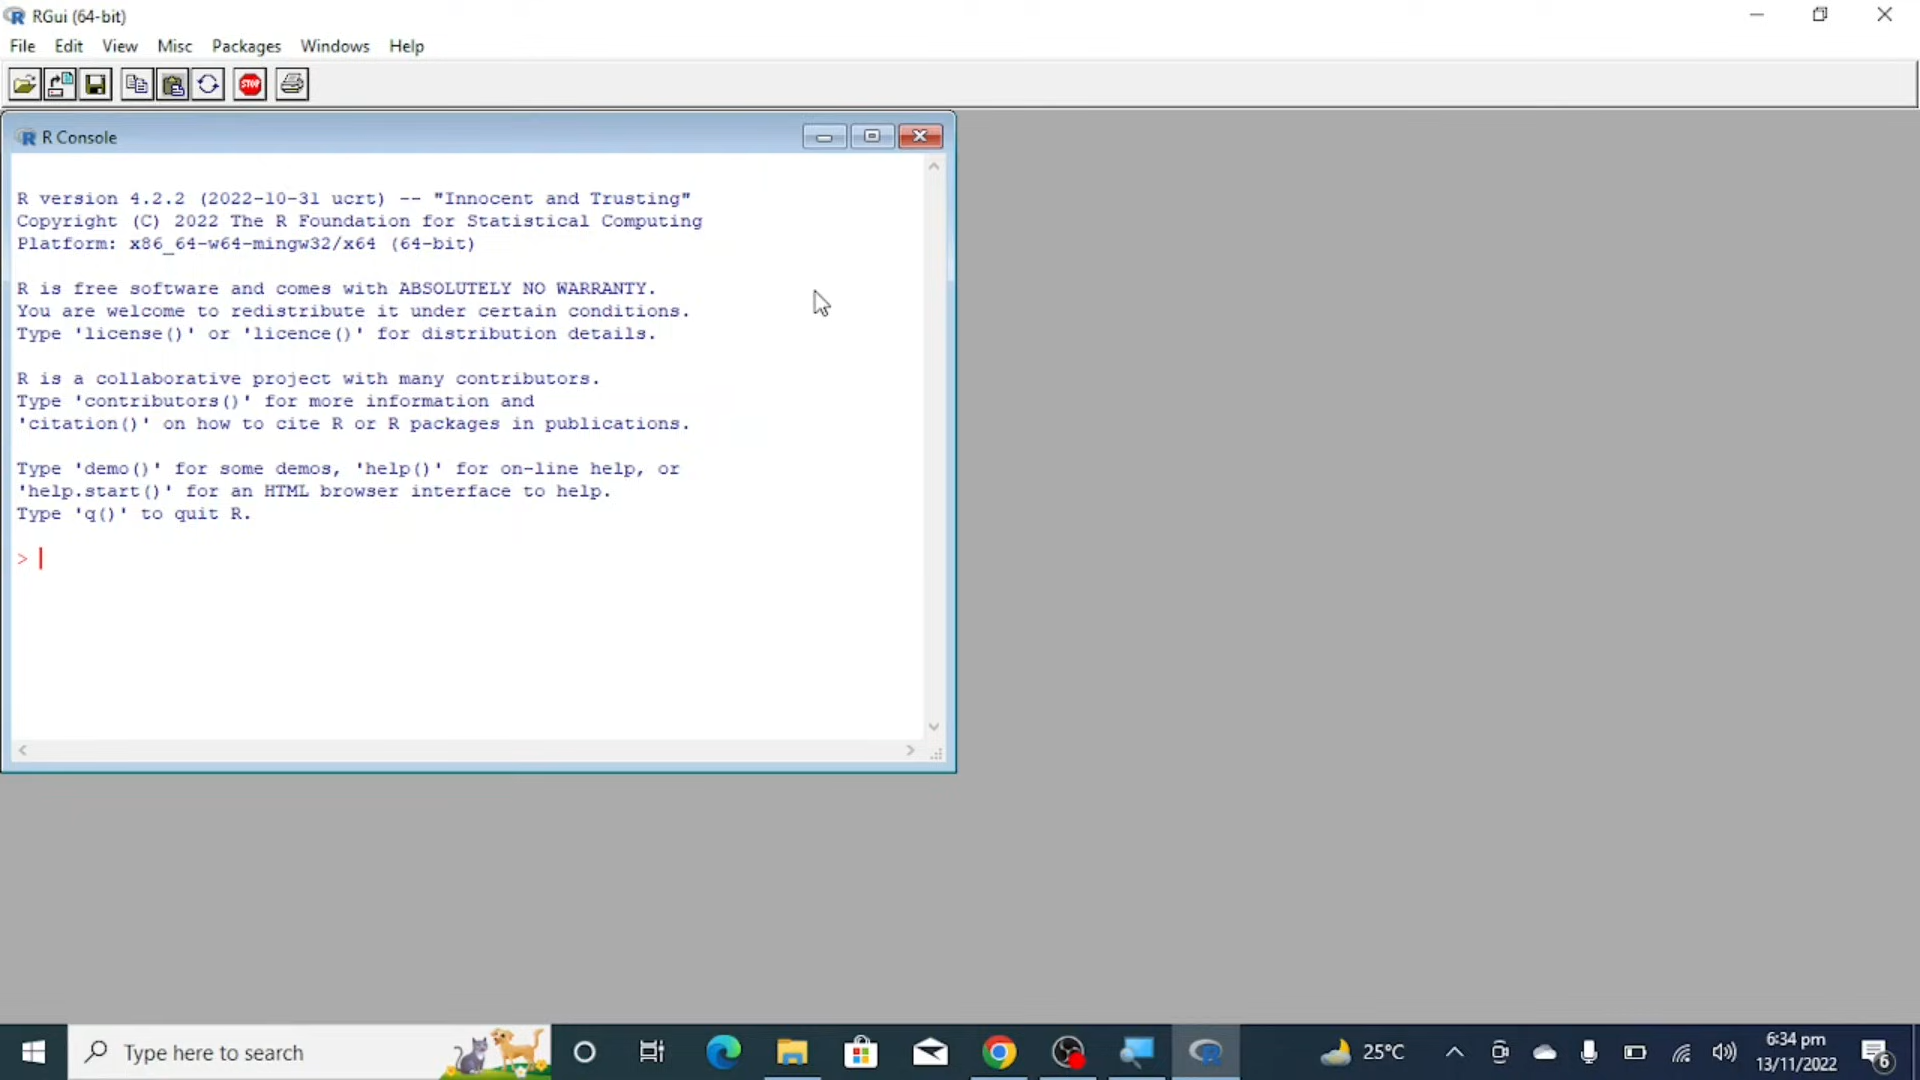 RGui (64-bit)
File Edit View Misc Packages Windows Help
STOP
R Console
R version 4.2.2 (2022-10-31 ucrt) -- "Innocent and Trusting"
Copyright (C) 2022 The R Foundation for Statistical Computing
Platform: x86_64-w64-mingw32/x64 (64-bit)
R is free software and comes with ABSOLUTELY NO WARRANTY.
You are welcome to redistribute it under certain conditions.
Type 'license()' or 'licence()' for distribution details.
R is a collaborative project with many contributors.
Type 'contributors()' for more information and
'citation()' on how to cite R or R packages in publications.
Type 'demo()' for some demos, 'help()' for on-line help, or
'help.start()' for an HTML browser interface to help.
Type 'q()' to quit R.
>
Type here to search
25°C
6:34 pm
13/11/2022
6